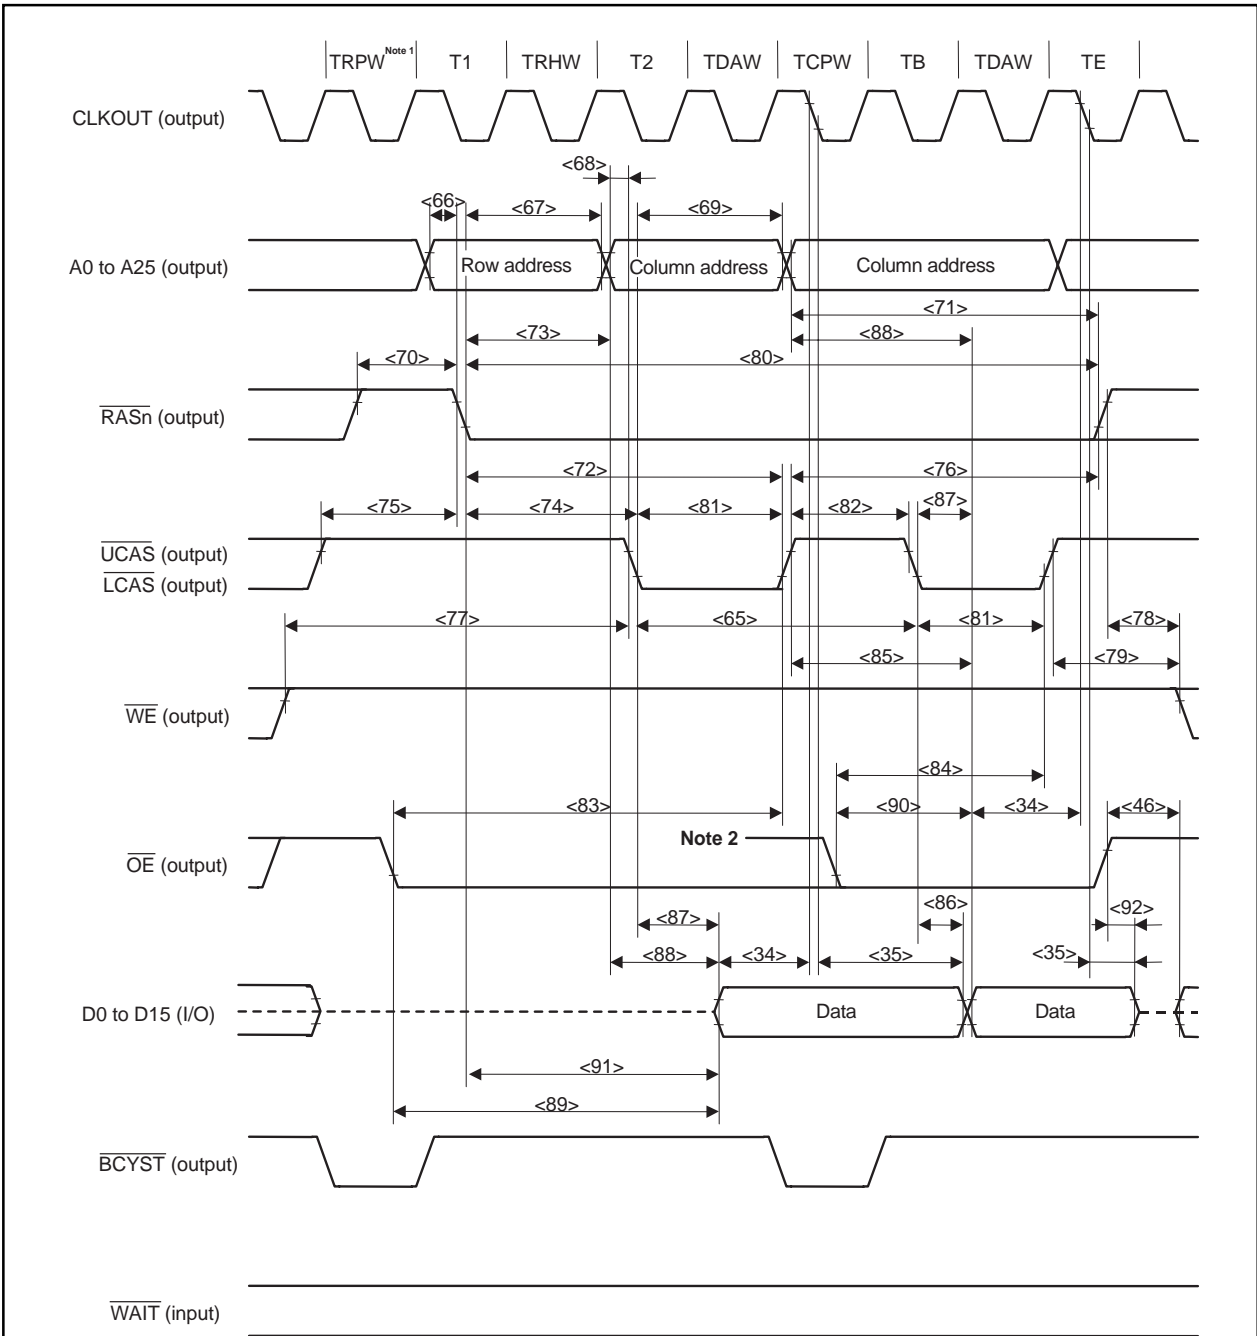 TRPW Note 1 T1 TRHW T2 TDAW TCPW TB TDAW TE
CLKOUT (output)
<68>
<66> <67> <69>
A0 to A25 (output) Row address Column address Column address
<71>
<73> <88>
<70> <80>
RASn (output)
<72> <76>
<75> <74> <81> <82> <87>
UCAS (output)
LCAS (output)
<77> <65> <81> <78>
<85> <79>
WE (output)
<84>
<83> <90> <34> <46>
Note 2
OE (output)
<86> <92>
<87>
<88> <34> <35> <35>
D0 to D15 (I/O) Data Data
<91>
<89>
BCYST (output)
WAIT (input)